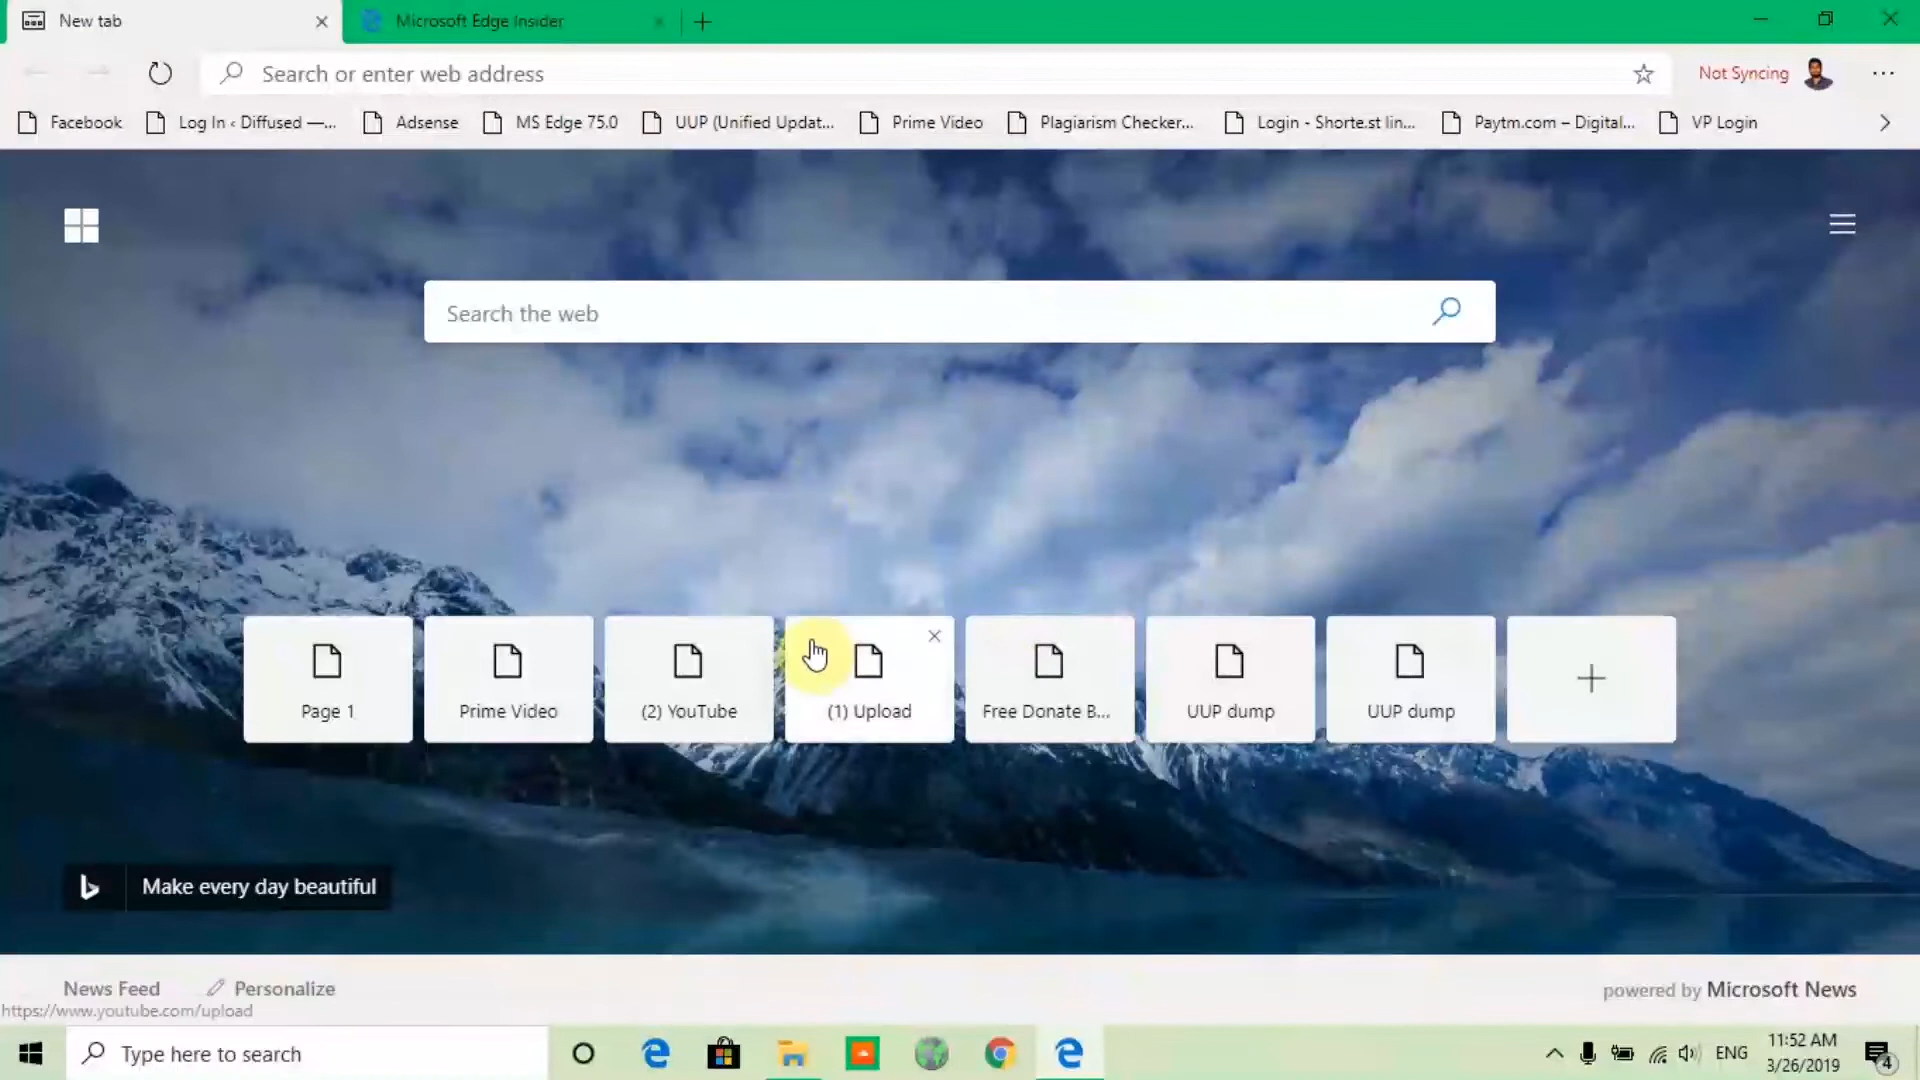 New tab
Microsoft Edge Insider
Search or enter web address
Not Syncing
Facebook
Log In ‹ Diffused —...
Adsense
MS Edge 75.0
UUP (Unified Updat...
Prime Video
Plagiarism Checker...
Login - Shorte.st lin...
Paytm.com – Digital...
VP Login
Search the web
Page 1
Prime Video
(2) YouTube
(1) Upload
Free Donate B...
UUP dump
UUP dump
Make every day beautiful
News Feed
Personalize
powered by Microsoft News
https://www.youtube.com/upload
Type here to search
ENG
11:52 AM
3/26/2019
4